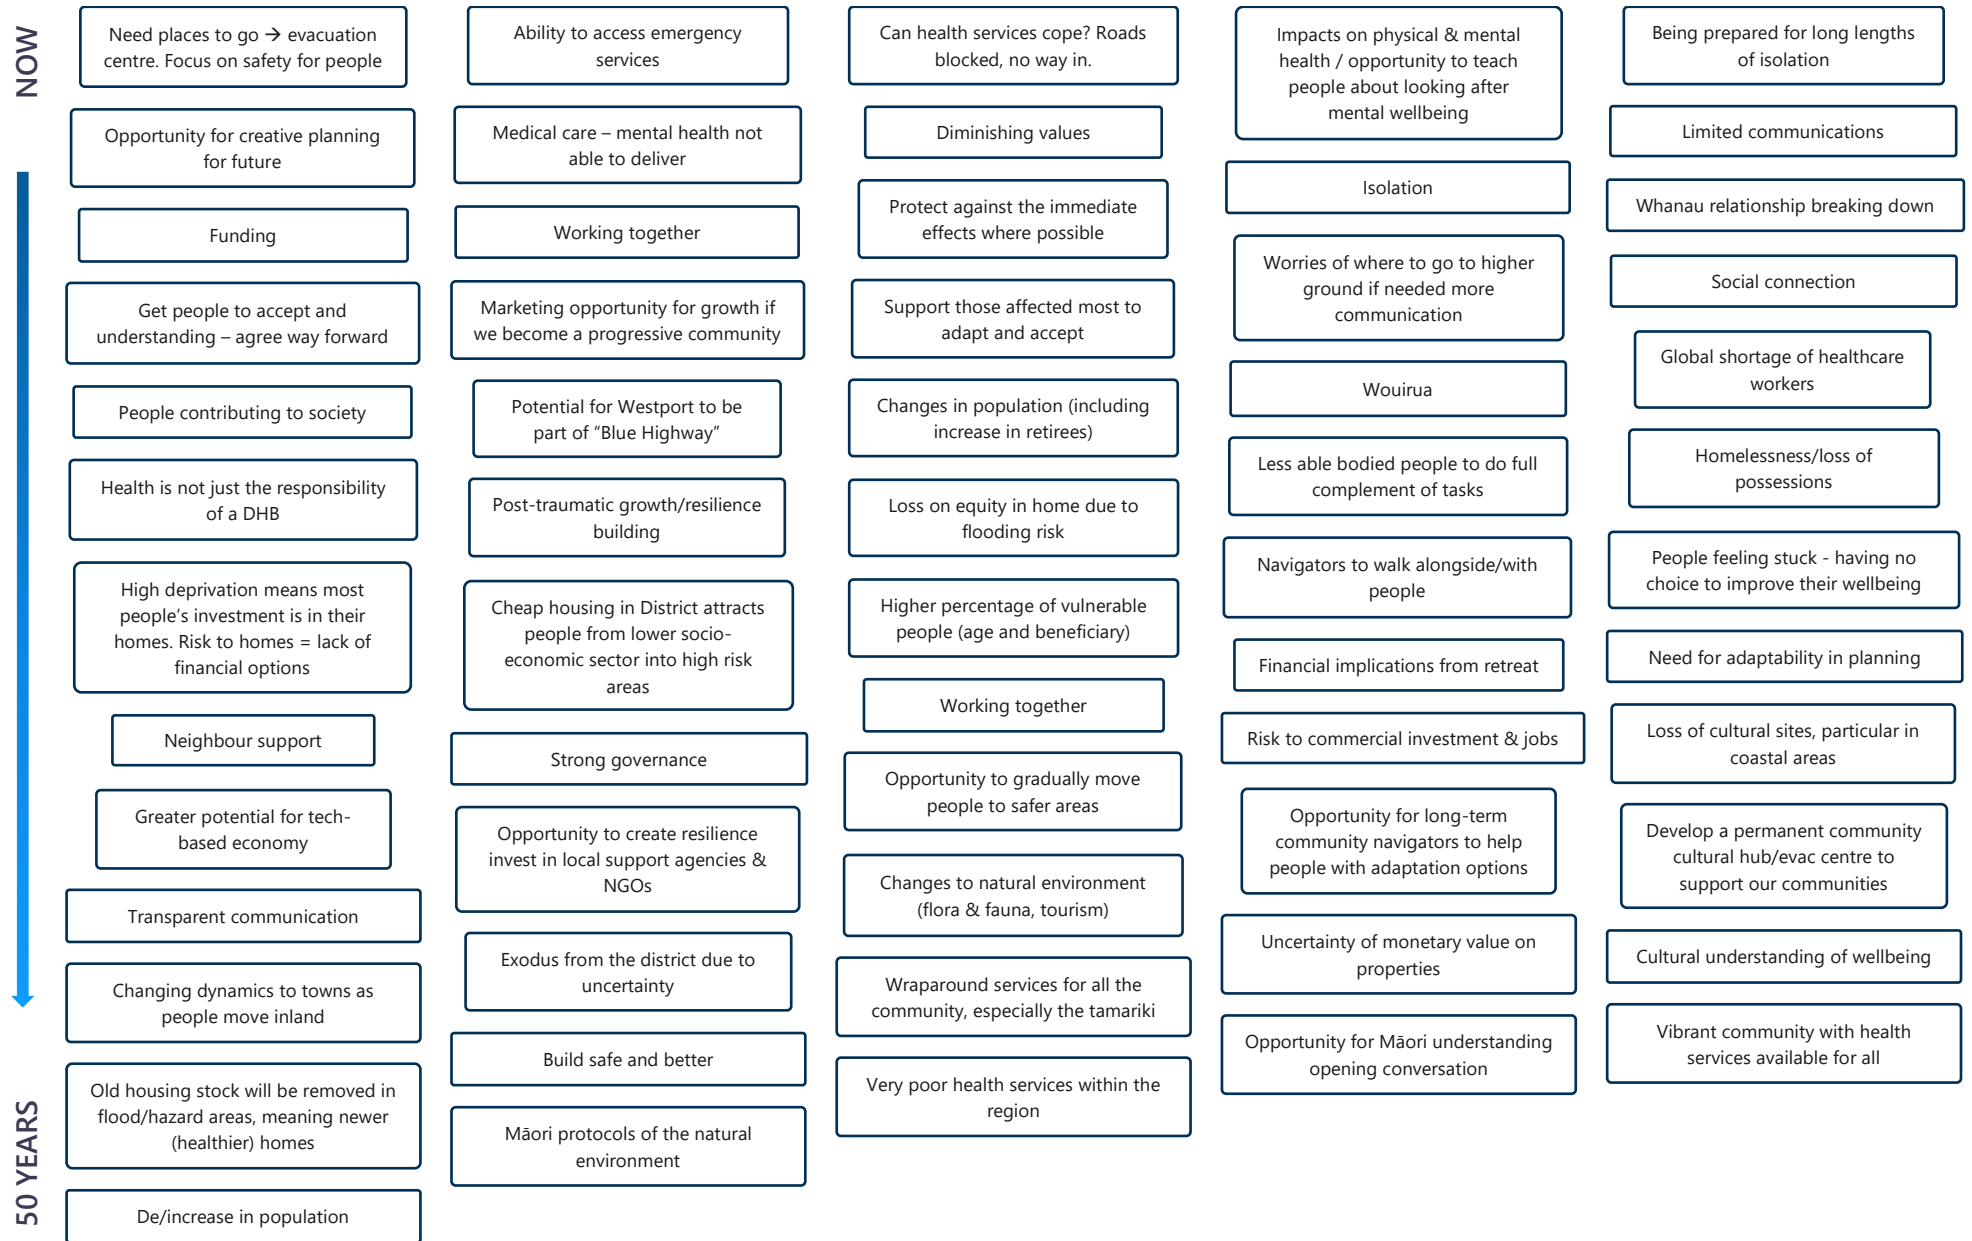 NOW
50 YEARS
Need places to go → evacuation
centre. Focus on safety for people
Opportunity for creative planning
for future
Funding
Get people to accept and
understanding – agree way forward
People contributing to society
Health is not just the responsibility
of a DHB
High deprivation means most
people’s investment is in their
homes. Risk to homes = lack of
financial options
Neighbour support
Greater potential for tech-
based economy
Transparent communication
Changing dynamics to towns as
people move inland
Old housing stock will be removed in
flood/hazard areas, meaning newer
(healthier) homes
De/increase in population
Ability to access emergency
services
Medical care – mental health not
able to deliver
Working together
Marketing opportunity for growth if
we become a progressive community
Potential for Westport to be
part of “Blue Highway”
Post-traumatic growth/resilience
building
Cheap housing in District attracts
people from lower socio-
economic sector into high risk
areas
Strong governance
Opportunity to create resilience
invest in local support agencies &
NGOs
Exodus from the district due to
uncertainty
Build safe and better
Māori protocols of the natural
environment
Can health services cope? Roads
blocked, no way in.
Diminishing values
Protect against the immediate
effects where possible
Support those affected most to
adapt and accept
Changes in population (including
increase in retirees)
Loss on equity in home due to
flooding risk
Higher percentage of vulnerable
people (age and beneficiary)
Working together
Opportunity to gradually move
people to safer areas
Changes to natural environment
(flora & fauna, tourism)
Wraparound services for all the
community, especially the tamariki
Very poor health services within the
region
Impacts on physical & mental
health / opportunity to teach
people about looking after
mental wellbeing
Isolation
Worries of where to go to higher
ground if needed more
communication
Wouirua
Less able bodied people to do full
complement of tasks
Navigators to walk alongside/with
people
Financial implications from retreat
Risk to commercial investment & jobs
Opportunity for long-term
community navigators to help
people with adaptation options
Uncertainty of monetary value on
properties
Opportunity for Māori understanding
opening conversation
Being prepared for long lengths
of isolation
Limited communications
Whanau relationship breaking down
Social connection
Global shortage of healthcare
workers
Homelessness/loss of
possessions
People feeling stuck - having no
choice to improve their wellbeing
Need for adaptability in planning
Loss of cultural sites, particular in
coastal areas
Develop a permanent community
cultural hub/evac centre to
support our communities
Cultural understanding of wellbeing
Vibrant community with health
services available for all